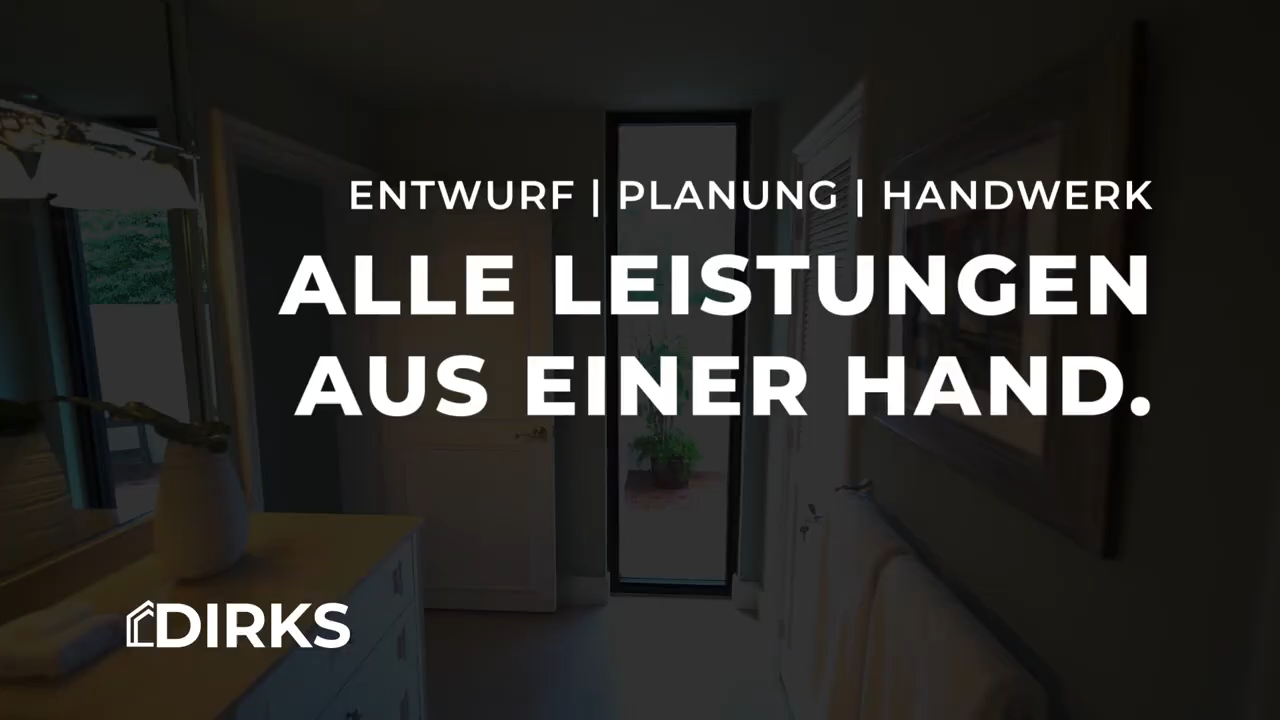 ENTWURF | PLANUNG | HANDWERK
ALLE LEISTUNGEN
AUS EINER HAND.
DIRKS